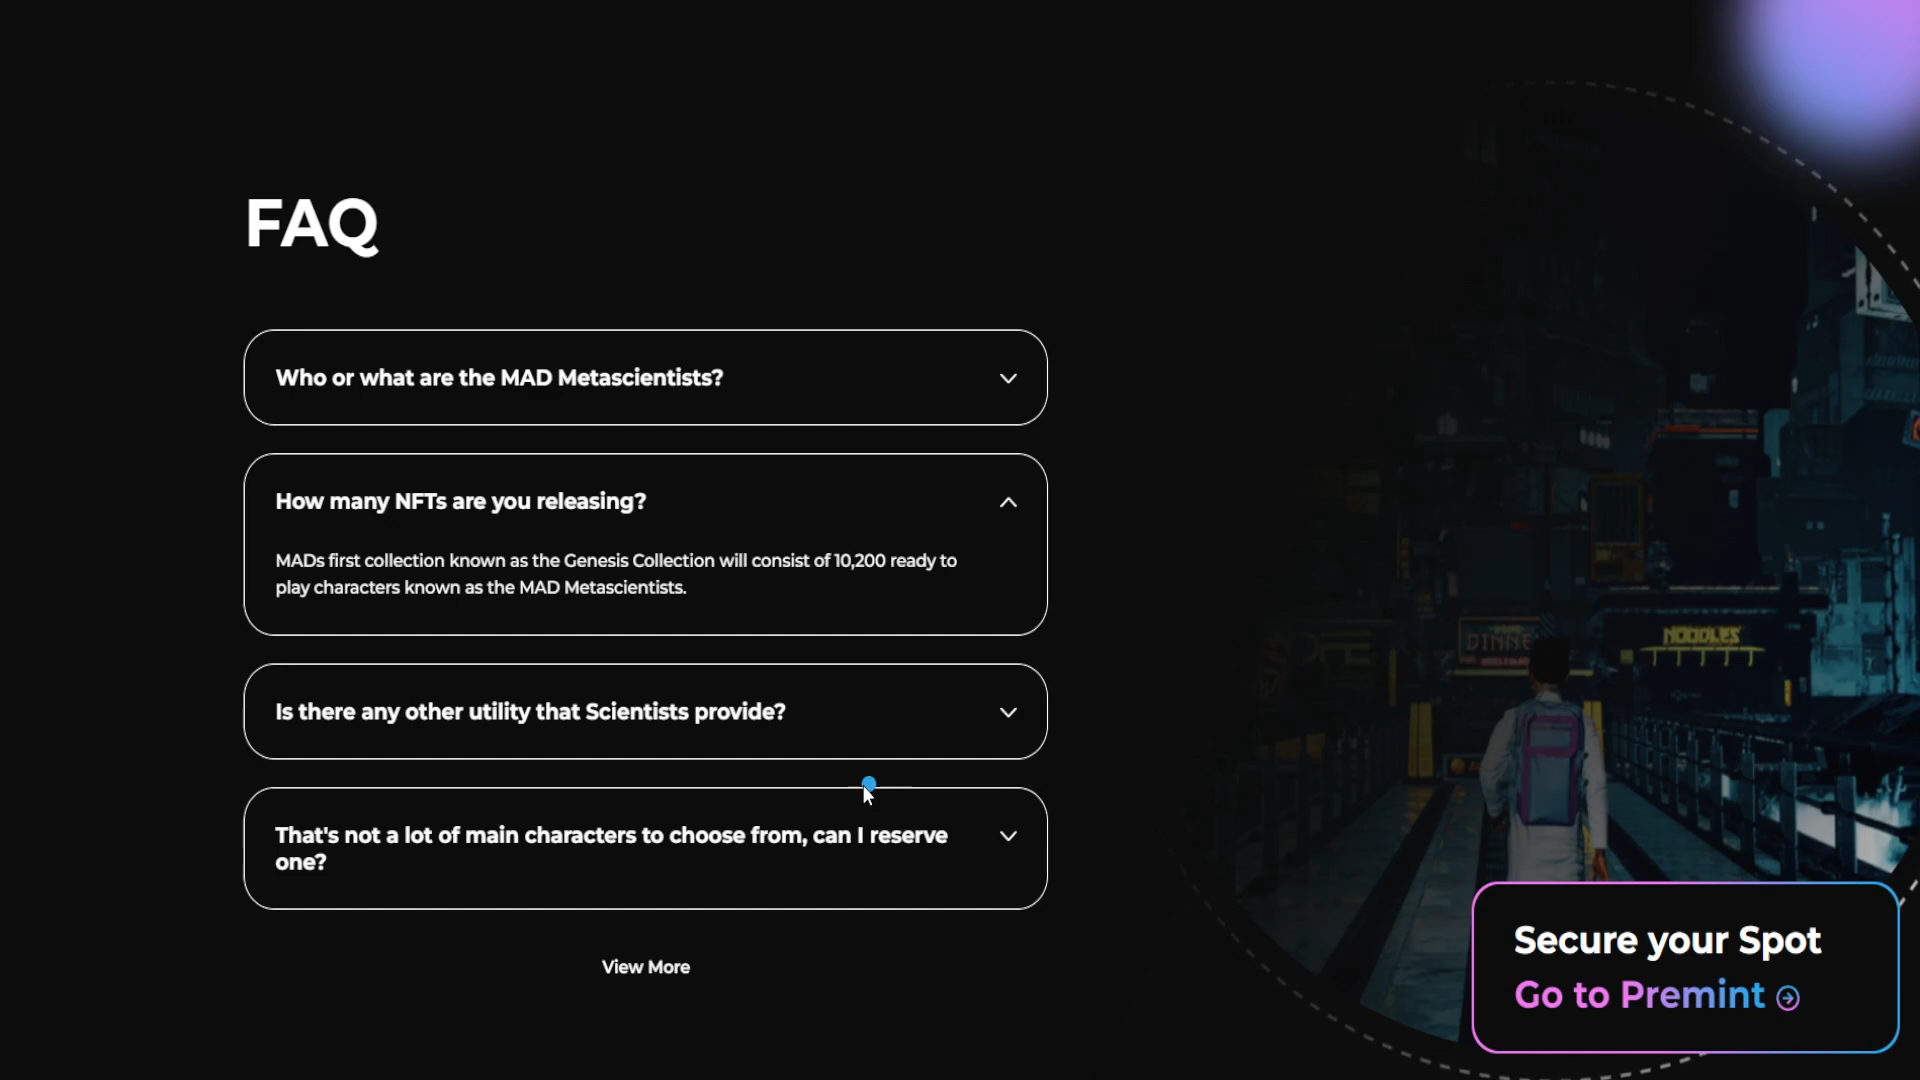 FAQ
Who or what are the MAD Metascientists?
How many NFTs are you releasing?
MADs first collection known as the Genesis Collection will consist of 10,200 ready to
play characters known as the MAD Metascientists.
Is there any other utility that Scientists provide?
That's not a lot of main characters to choose from, can I reserve
one?
View More
DINNE
NOODLES
Secure your Spot
Go to Premint